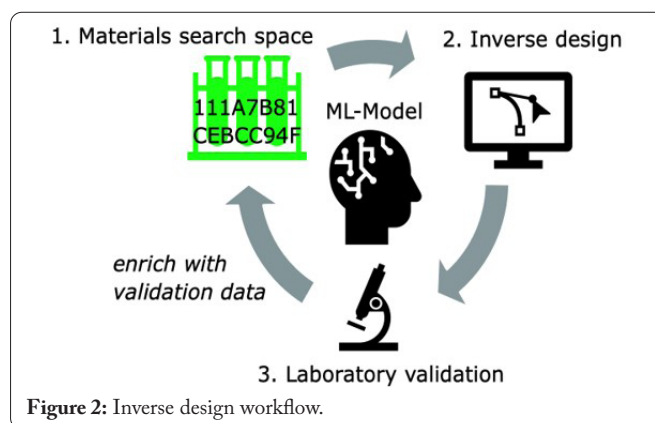 1. Materials search space
2. Inverse design
111A7B81
CEBCC94F
ML-Model
enrich with
validation data
3. Laboratory validation
Figure 2: Inverse design workflow.